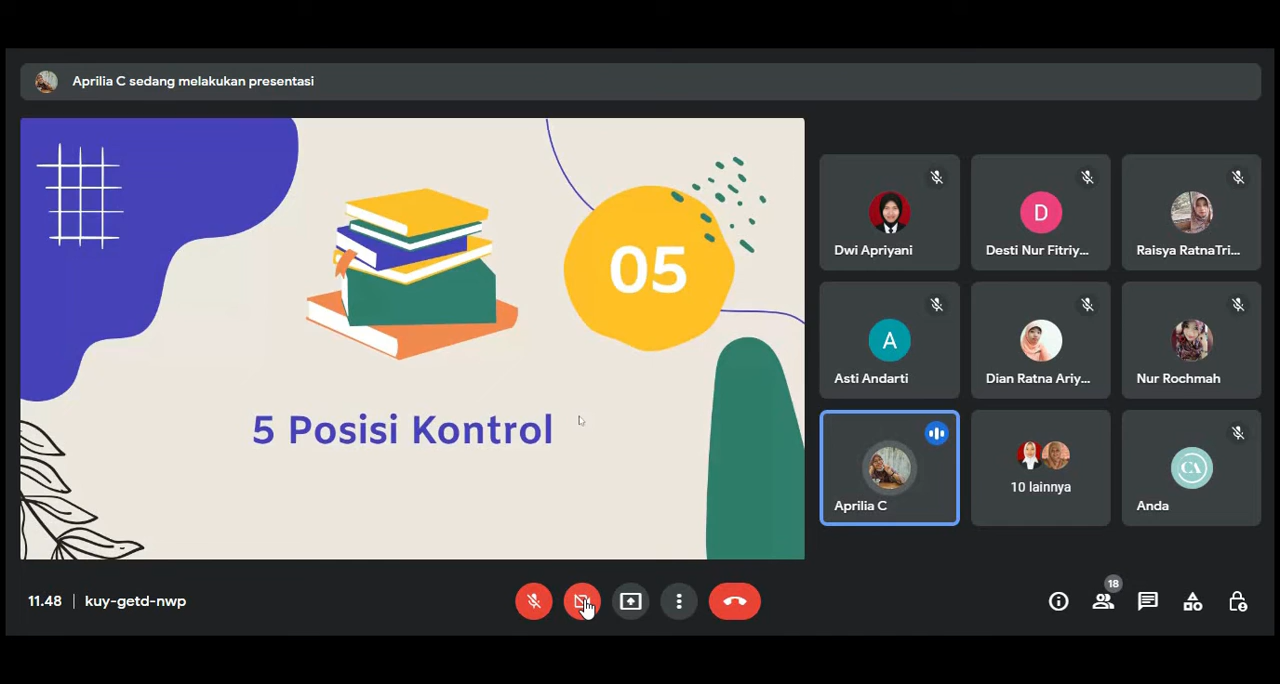 Aprilia C sedang melakukan presentasi
05
5 Posisi Kontrol
Dwi Apriyani
D
Desti Nur Fitriy...
Raisya RatnaTri...
A
Asti Andarti
Dian Ratna Ariy...
Nur Rochmah
Aprilia C
10 lainnya
CA
Anda
11.48 | kuy-getd-nwp
18